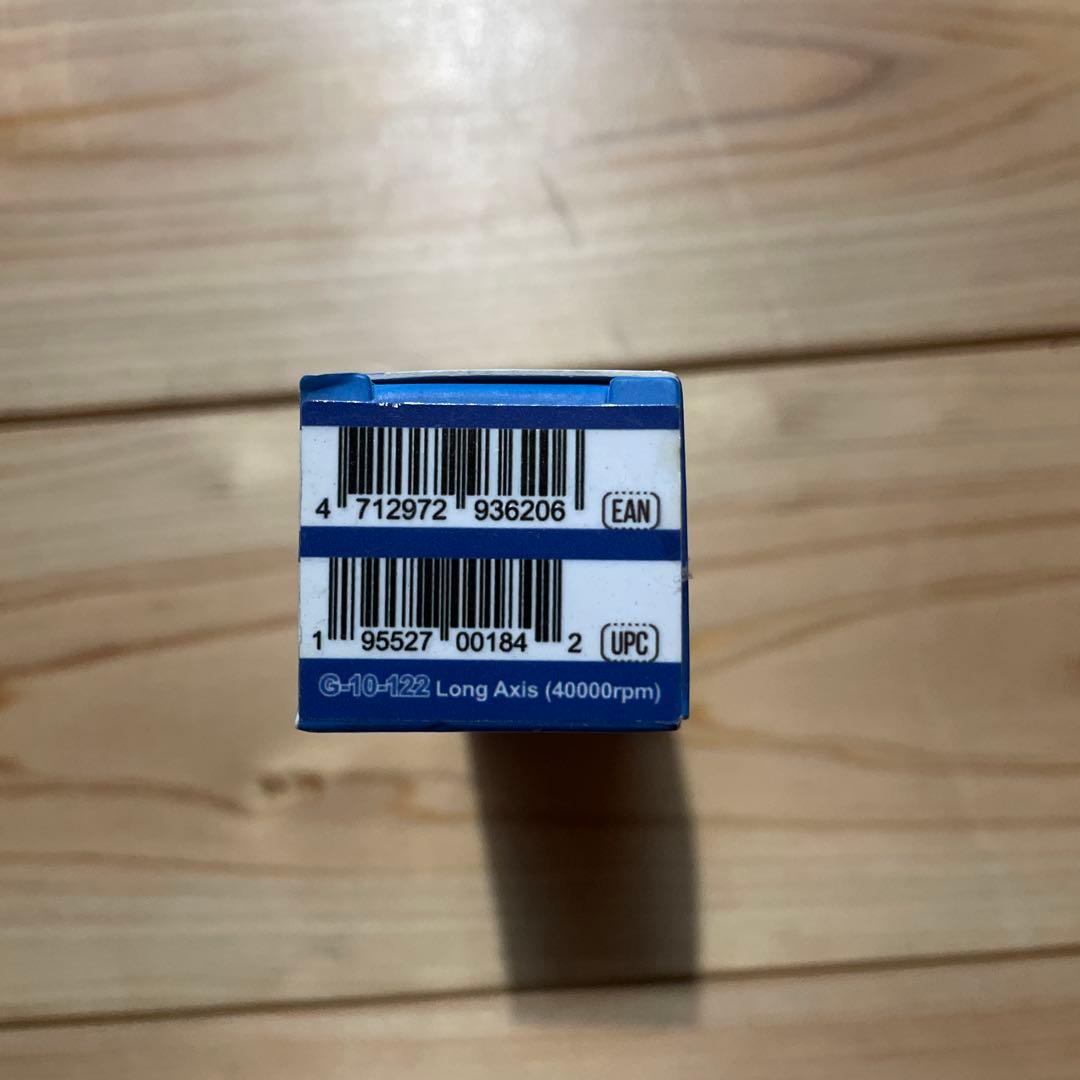 4 712972 936206 EAN
1 95527 00184 2 UPC
G-10-122 Long Axis (40000rpm)